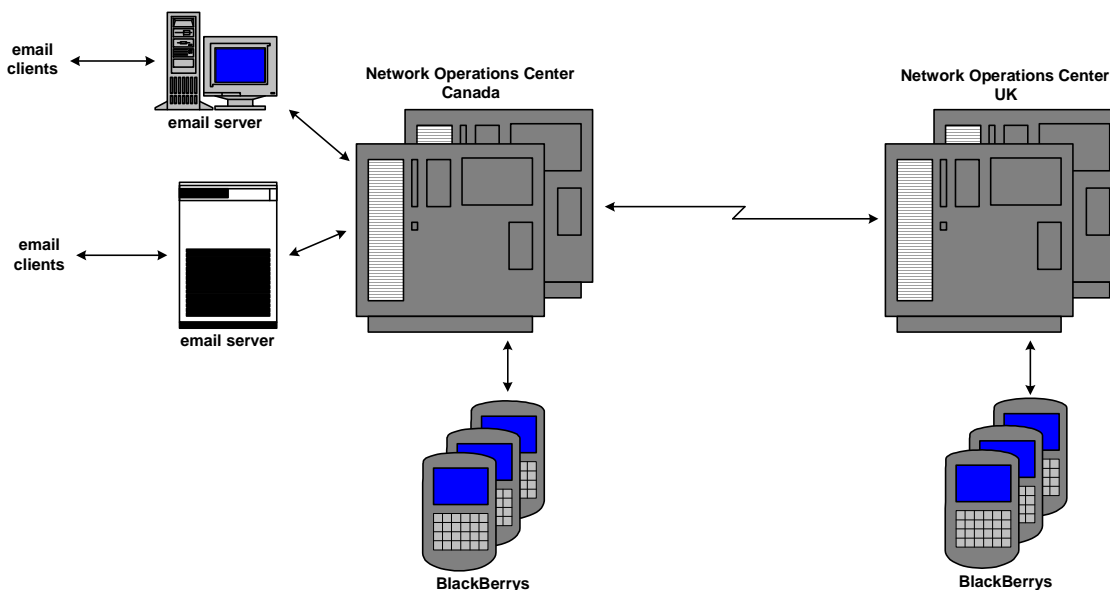 email
clients
email server
Network Operations Center
Canada
Network Operations Center
UK
email
clients
email server
BlackBerrys
BlackBerrys